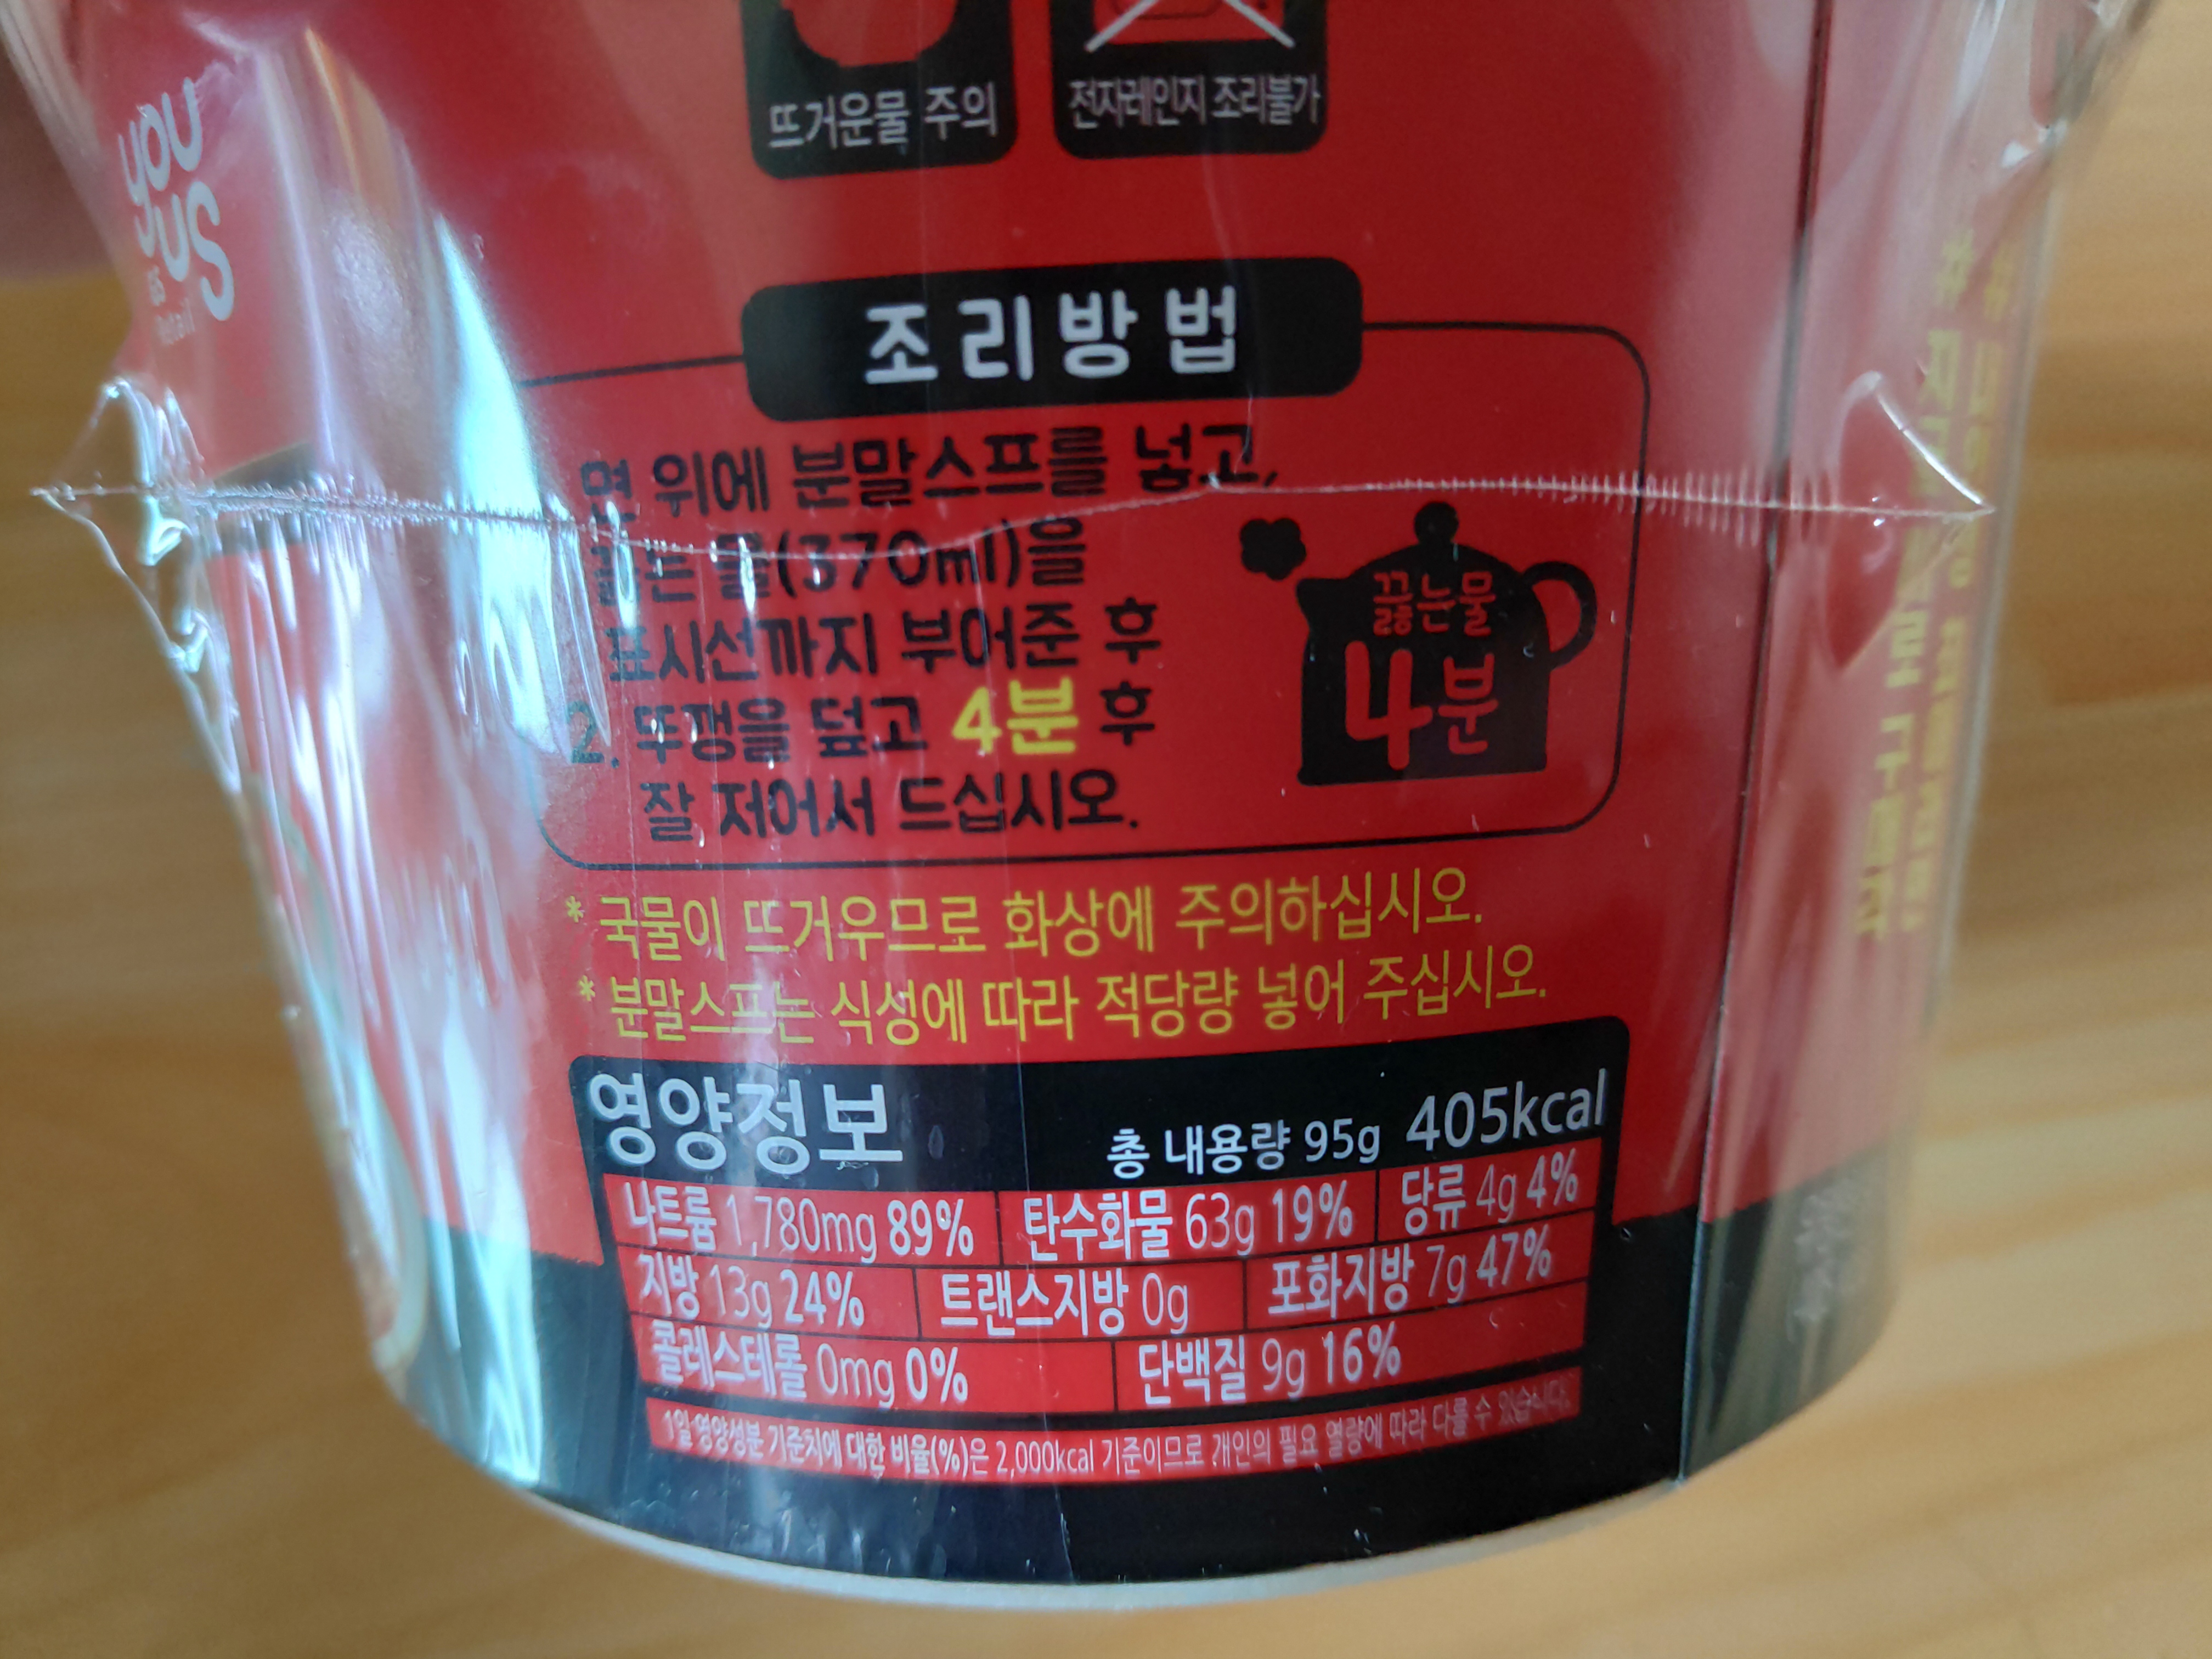 you
us
GS
Retail
뜨거운물 주의
전자레인지 조리불가
조리방법
면 위에 분말스프를 넣고,
끓는 물(370ml)을
표시선까지 부어준 후
2. 뚜껑을 덮고 4분 후
잘 저어서 드십시오.
끓는물
4분
* 국물이 뜨거우므로 화상에 주의하십시오.
* 분말스프는 식성에 따라 적당량 넣어 주십시오.
영양정보
총 내용량 95g 405kcal
나트륨 1,780mg 89% 탄수화물 63g 19% 당류 4g 4%
지방 13g 24% 트랜스지방 0g 포화지방 7g 47%
콜레스테롤 0mg 0% 단백질 9g 16%
1일 영양성분 기준치에 대한 비율(%)은 2,000kcal 기준이므로 개인의 필요 열량에 따라 다를 수 있습니다.